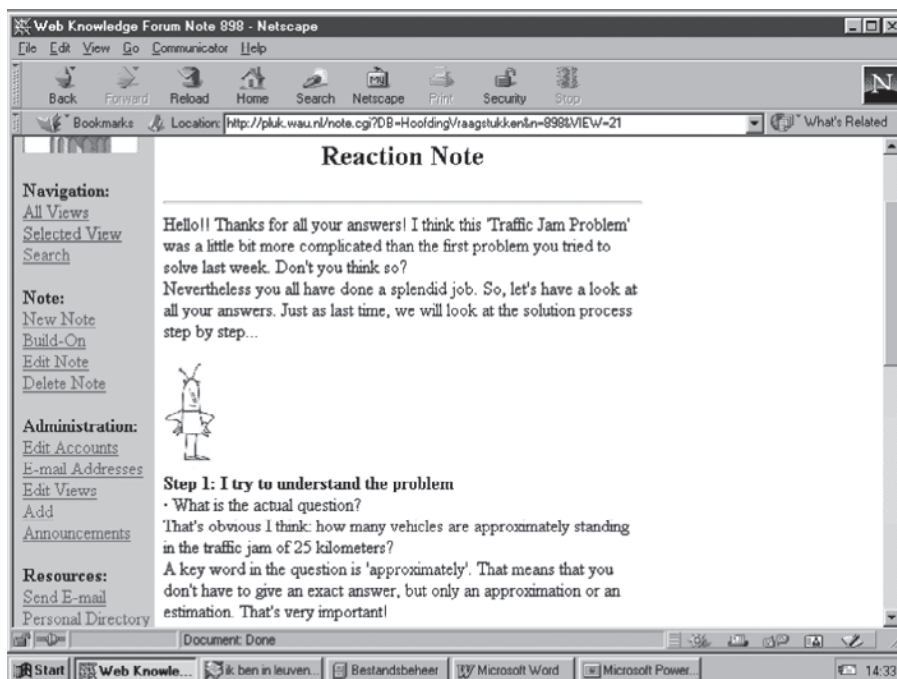 Web Knowledge Forum Note 898 - Netscape
File Edit View Go Communicator Help
Back Forward Reload Home Search Netscape Print Security Stop
Bookmarks Location: http://pluk.wau.nl/note.cgi?DB=HoofdingVraagstukken&n=898&VIEW=21 What's Related
N
My
Reaction Note
Navigation:
All Views
Selected View
Search
Note:
New Note
Build-On
Edit Note
Delete Note
Administration:
Edit Accounts
E-mail Addresses
Edit Views
Add
Announcements
Resources:
Send E-mail
Personal Directory
Hello!! Thanks for all your answers! I think this 'Traffic Jam Problem'
was a little bit more complicated than the first problem you tried to
solve last week. Don't you think so?
Nevertheless you all have done a splendid job. So, let's have a look at
all your answers. Just as last time, we will look at the solution process
step by step...
Step 1: I try to understand the problem
· What is the actual question?
That's obvious I think: how many vehicles are approximately standing
in the traffic jam of 25 kilometers?
A key word in the question is 'approximately'. That means that you
don't have to give an exact answer, but only an approximation or an
estimation. That's very important!
Document: Done
Start Web Knowle... ik ben in leuven... Bestandsbeheer Microsoft Word Microsoft Power... 14:33